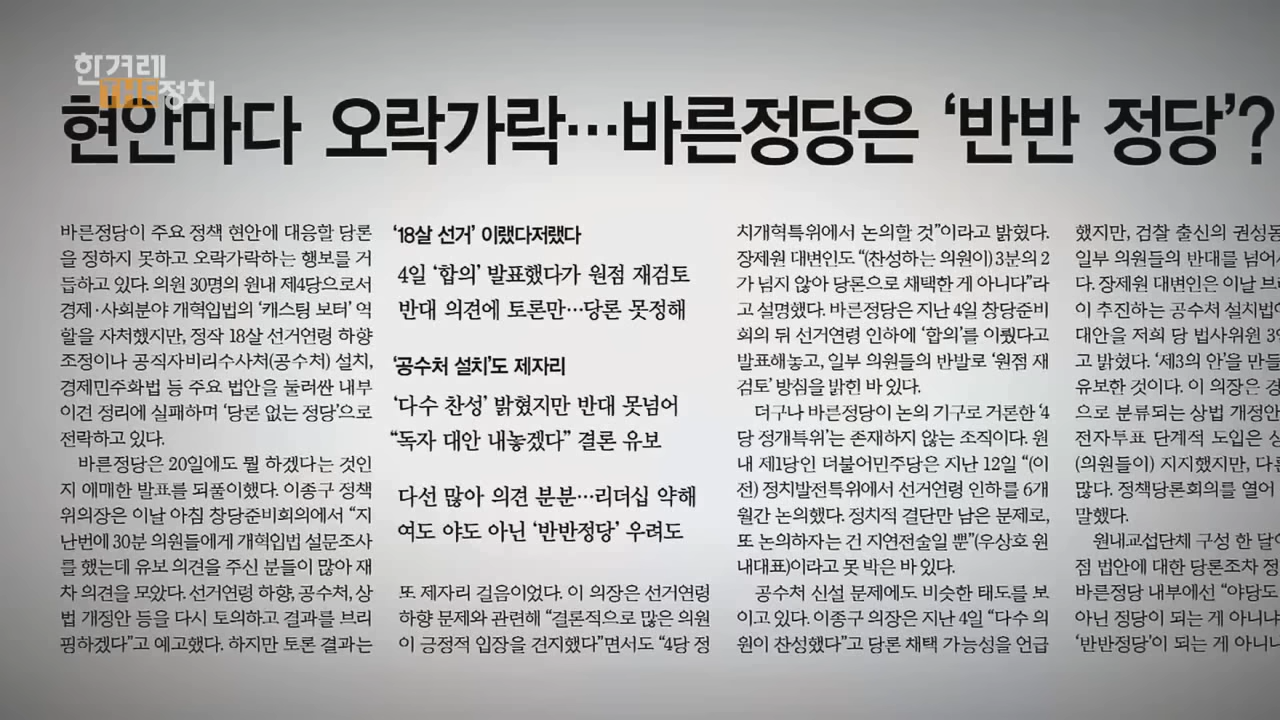 한겨레
THE정치
현안마다 오락가락…바른정당은 ‘반반 정당’?
바른정당이 주요 정책 현안에 대응할 당론
을 정하지 못하고 오락가락하는 행보를 거
듭하고 있다. 의원 30명의 원내 제4당으로서
경제·사회분야 개혁입법의 ‘캐스팅 보터’ 역
할을 자처했지만, 정작 18살 선거연령 하향
조정이나 공직자비리수사처(공수처) 설치,
경제민주화법 등 주요 법안을 둘러싼 내부
이견 정리에 실패하며 ‘당론 없는 정당’으로
전락하고 있다.
바른정당은 20일에도 뭘 하겠다는 것인
지 애매한 발표를 되풀이했다. 이종구 정책
위의장은 이날 아침 창당준비회의에서 “지
난번에 30분 의원들에게 개혁입법 설문조사
를 했는데 유보 의견을 주신 분들이 많아 재
차 의견을 모았다. 선거연령 하향, 공수처, 상
법 개정안 등을 다시 토의하고 결과를 브리
핑하겠다”고 예고했다. 하지만 토론 결과는
‘18살 선거’ 이랬다저랬다
4일 ‘합의’ 발표했다가 원점 재검토
반대 의견에 토론만…당론 못정해
‘공수처 설치’도 제자리
‘다수 찬성’ 밝혔지만 반대 못넘어
“독자 대안 내놓겠다” 결론 유보
다선 많아 의견 분분…리더십 약해
여도 야도 아닌 ‘반반정당’ 우려도
또 제자리 걸음이었다. 이 의장은 선거연령
하향 문제와 관련해 “결론적으로 많은 의원
이 긍정적 입장을 견지했다”면서도 “4당 정
치개혁특위에서 논의할 것”이라고 밝혔다.
장제원 대변인도 “(찬성하는 의원이) 3분의 2
가 넘지 않아 당론으로 채택한 게 아니다”라
고 설명했다. 바른정당은 지난 4일 창당준비
회의 뒤 선거연령 인하에 ‘합의’를 이뤘다고
발표해놓고, 일부 의원들의 반발로 ‘원점 재
검토’ 방침을 밝힌 바 있다.
더구나 바른정당이 논의 기구로 거론한 ‘4
당 정개특위’는 존재하지 않는 조직이다. 원
내 제1당인 더불어민주당은 지난 12일 “(이
전) 정치발전특위에서 선거연령 인하를 6개
월간 논의했다. 정치적 결단만 남은 문제로,
또 논의하자는 건 지연전술일 뿐”(우상호 원
내대표)이라고 못 박은 바 있다.
공수처 신설 문제에도 비슷한 태도를 보
이고 있다. 이종구 의장은 지난 4일 “다수 의
원이 찬성했다”고 당론 채택 가능성을 언급
했지만, 검찰 출신의 권성동
일부 의원들의 반대를 넘어서
다. 장제원 대변인은 이날 브리
이 추진하는 공수처 설치법에
대안을 저희 당 법사위원 3인
고 밝혔다. ‘제3의 안’을 만들
유보한 것이다. 이 의장은 경
으로 분류되는 상법 개정안
전자투표 단계적 도입은 상
(의원들이) 지지했지만, 다른
많다. 정책당론회의를 열어
말했다.
원내교섭단체 구성 한 달이
점 법안에 대한 당론조차 정
바른정당 내부에선 “야당도
아닌 정당이 되는 게 아니냐
‘반반정당’이 되는 게 아니냐